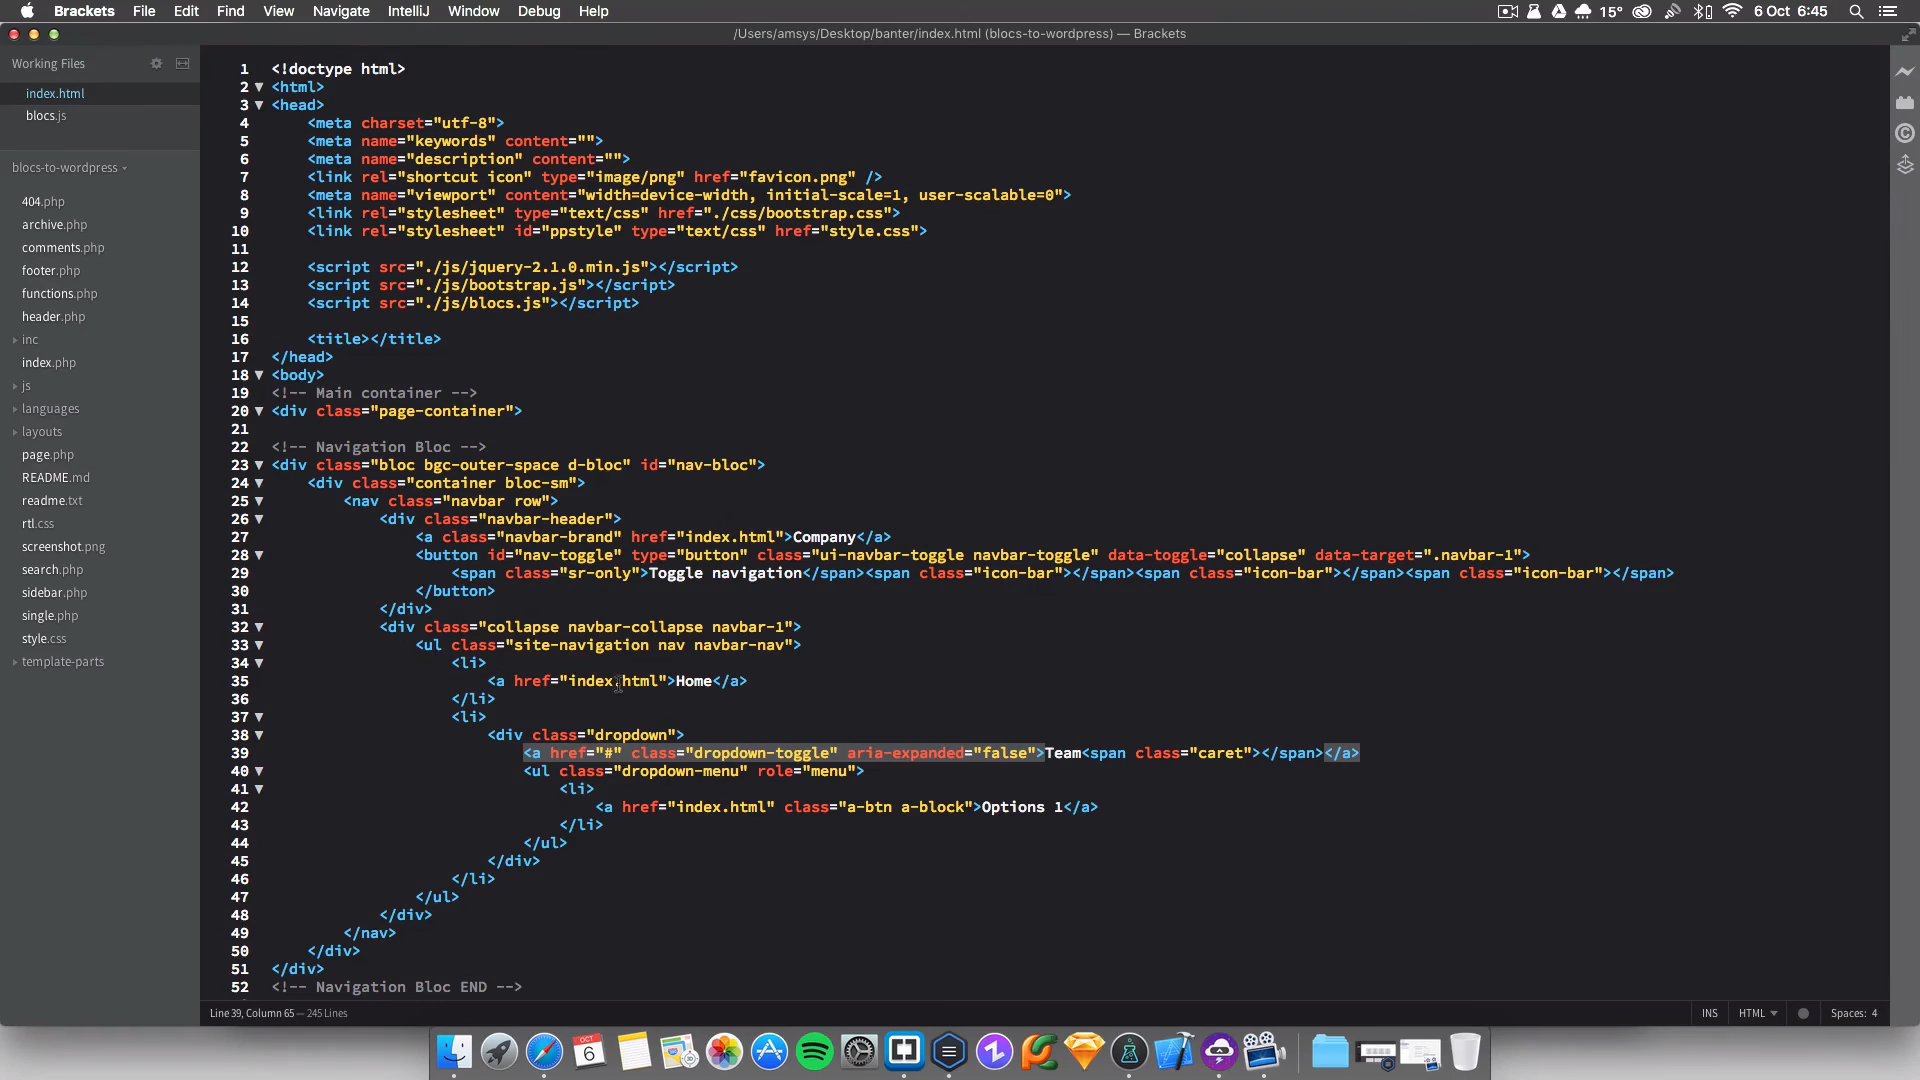 Brackets File Edit Find View Navigate IntelliJ Window Debug Help 15° 6 Oct 6:45
/Users/amsys/Desktop/banter/index.html (blocs-to-wordpress) — Brackets
Working Files
index.html
blocs.js
blocs-to-wordpress
404.php
archive.php
comments.php
footer.php
functions.php
header.php
inc
index.php
js
languages
layouts
page.php
README.md
readme.txt
rtl.css
screenshot.png
search.php
sidebar.php
single.php
style.css
template-parts
1 <!doctype html>
2 <html>
3 <head>
4 <meta charset="utf-8">
5 <meta name="keywords" content="">
6 <meta name="description" content="">
7 <link rel="shortcut icon" type="image/png" href="favicon.png" />
8 <meta name="viewport" content="width=device-width, initial-scale=1, user-scalable=0">
9 <link rel="stylesheet" type="text/css" href="./css/bootstrap.css">
10 <link rel="stylesheet" id="ppstyle" type="text/css" href="style.css">
11
12 <script src="./js/jquery-2.1.0.min.js"></script>
13 <script src="./js/bootstrap.js"></script>
14 <script src="./js/blocs.js"></script>
15
16 <title></title>
17 </head>
18 <body>
19 <!-- Main container -->
20 <div class="page-container">
21
22 <!-- Navigation Bloc -->
23 <div class="bloc bgc-outer-space d-bloc" id="nav-bloc">
24 <div class="container bloc-sm">
25 <nav class="navbar row">
26 <div class="navbar-header">
27 <a class="navbar-brand" href="index.html">Company</a>
28 <button id="nav-toggle" type="button" class="ui-navbar-toggle navbar-toggle" data-toggle="collapse" data-target=".navbar-1">
29 <span class="sr-only">Toggle navigation</span><span class="icon-bar"></span><span class="icon-bar"></span><span class="icon-bar"></span>
30 </button>
31 </div>
32 <div class="collapse navbar-collapse navbar-1">
33 <ul class="site-navigation nav navbar-nav">
34 <li>
35 <a href="index.html">Home</a>
36 </li>
37 <li>
38 <div class="dropdown">
39 <a href="#" class="dropdown-toggle" aria-expanded="false">Team<span class="caret"></span></a>
40 <ul class="dropdown-menu" role="menu">
41 <li>
42 <a href="index.html" class="a-btn a-block">Options 1</a>
43 </li>
44 </ul>
45 </div>
46 </li>
47 </ul>
48 </div>
49 </nav>
50 </div>
51 </div>
52 <!-- Navigation Bloc END -->
Line 39, Column 65 — 245 Lines INS HTML Spaces: 4
OCT
6